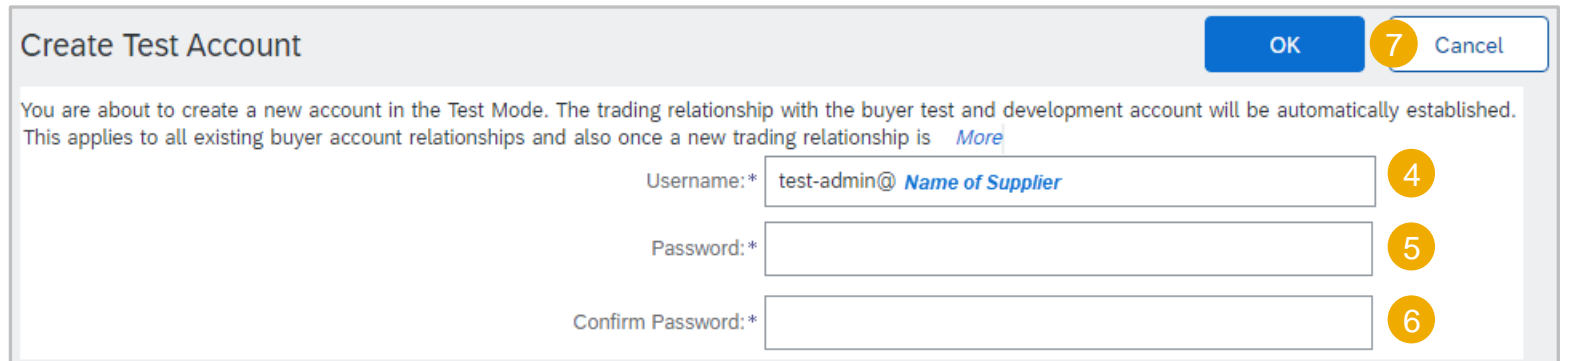 Create Test Account
OK
7
Cancel
You are about to create a new account in the Test Mode. The trading relationship with the buyer test and development account will be automatically established.
This applies to all existing buyer account relationships and also once a new trading relationship is More
Username:* test-admin@ Name of Supplier 4
Password:* 5
Confirm Password:* 6